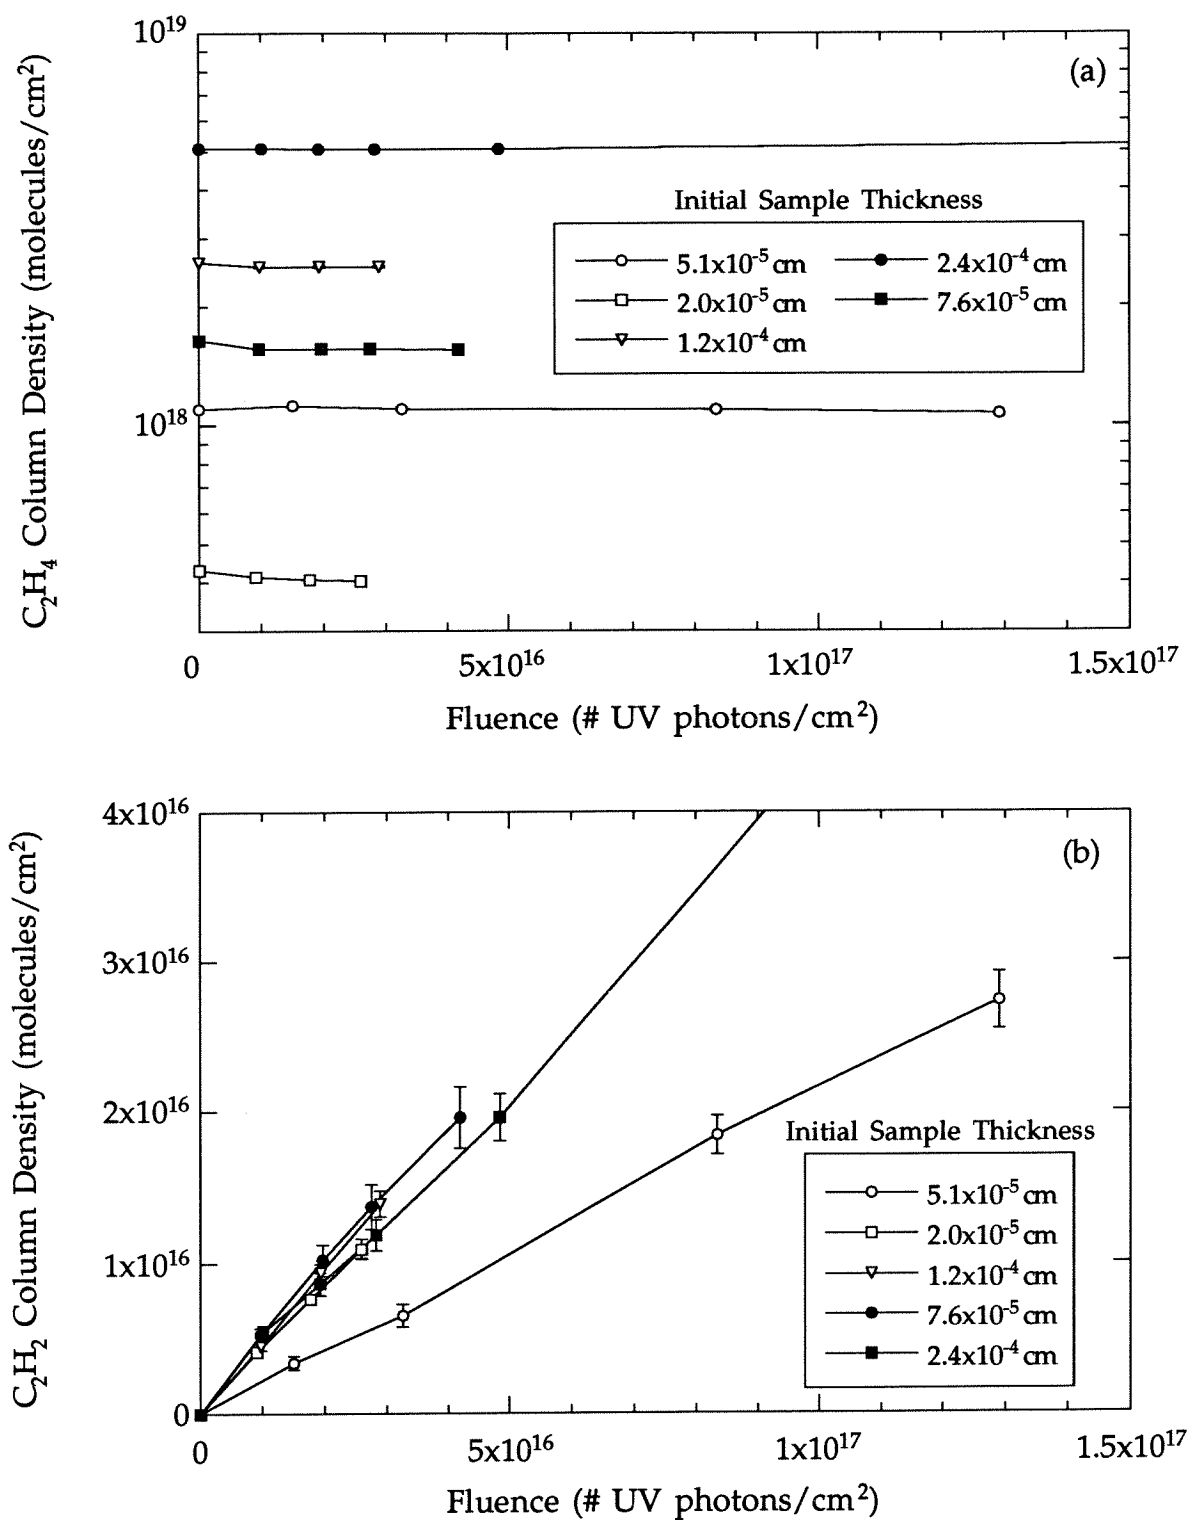 (a)
10¹⁹
C₂H₄ Column Density (molecules/cm²)
Initial Sample Thickness
5.1x10⁻⁵ cm
2.4x10⁻⁴ cm
2.0x10⁻⁵ cm
7.6x10⁻⁵ cm
1.2x10⁻⁴ cm
10¹⁸
0
5x10¹⁶
1x10¹⁷
1.5x10¹⁷
Fluence (# UV photons/cm²)
(b)
4x10¹⁶
3x10¹⁶
2x10¹⁶
1x10¹⁶
0
C₂H₂ Column Density (molecules/cm²)
Initial Sample Thickness
5.1x10⁻⁵ cm
2.0x10⁻⁵ cm
1.2x10⁻⁴ cm
7.6x10⁻⁵ cm
2.4x10⁻⁴ cm
0
5x10¹⁶
1x10¹⁷
1.5x10¹⁷
Fluence (# UV photons/cm²)